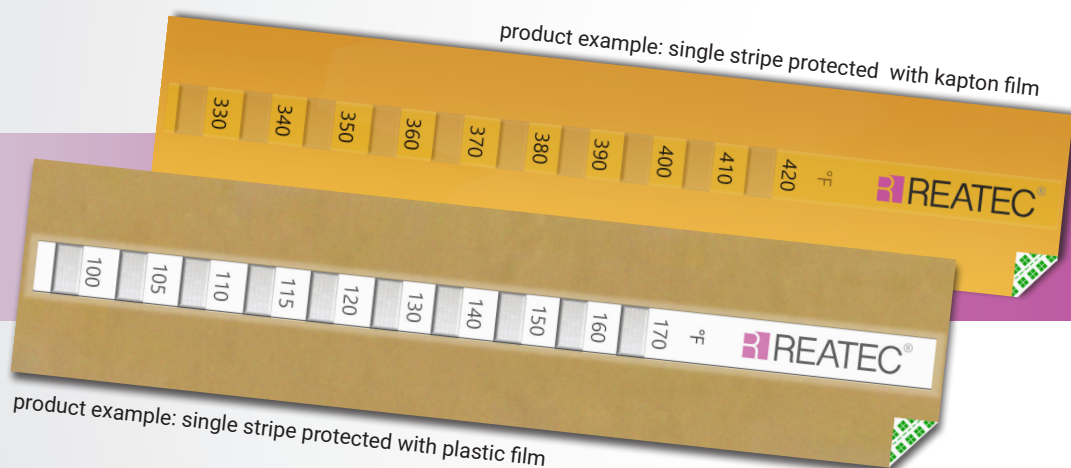 product example: single stripe protected with kapton film
330 340 350 360 370 380 390 400 410 420 °F REATEC®
100 105 110 115 120 130 140 150 160 170 °F REATEC®
product example: single stripe protected with plastic film